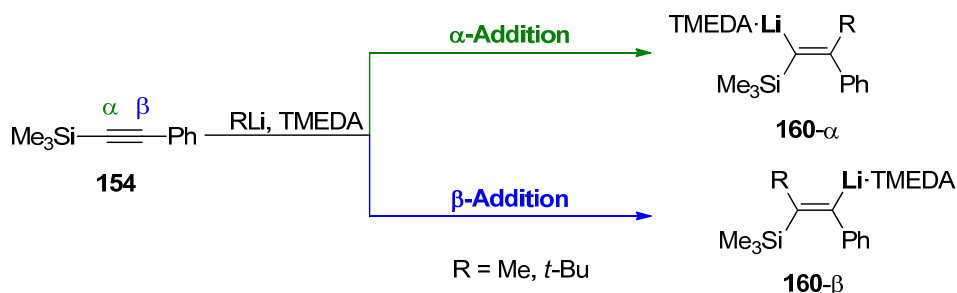 TMEDA·Li R
α-Addition
Me3Si Ph
160-α
α β
Me3Si Ph
RLi, TMEDA
154
R Li·TMEDA
β-Addition
Me3Si Ph
R = Me, t-Bu
160-β